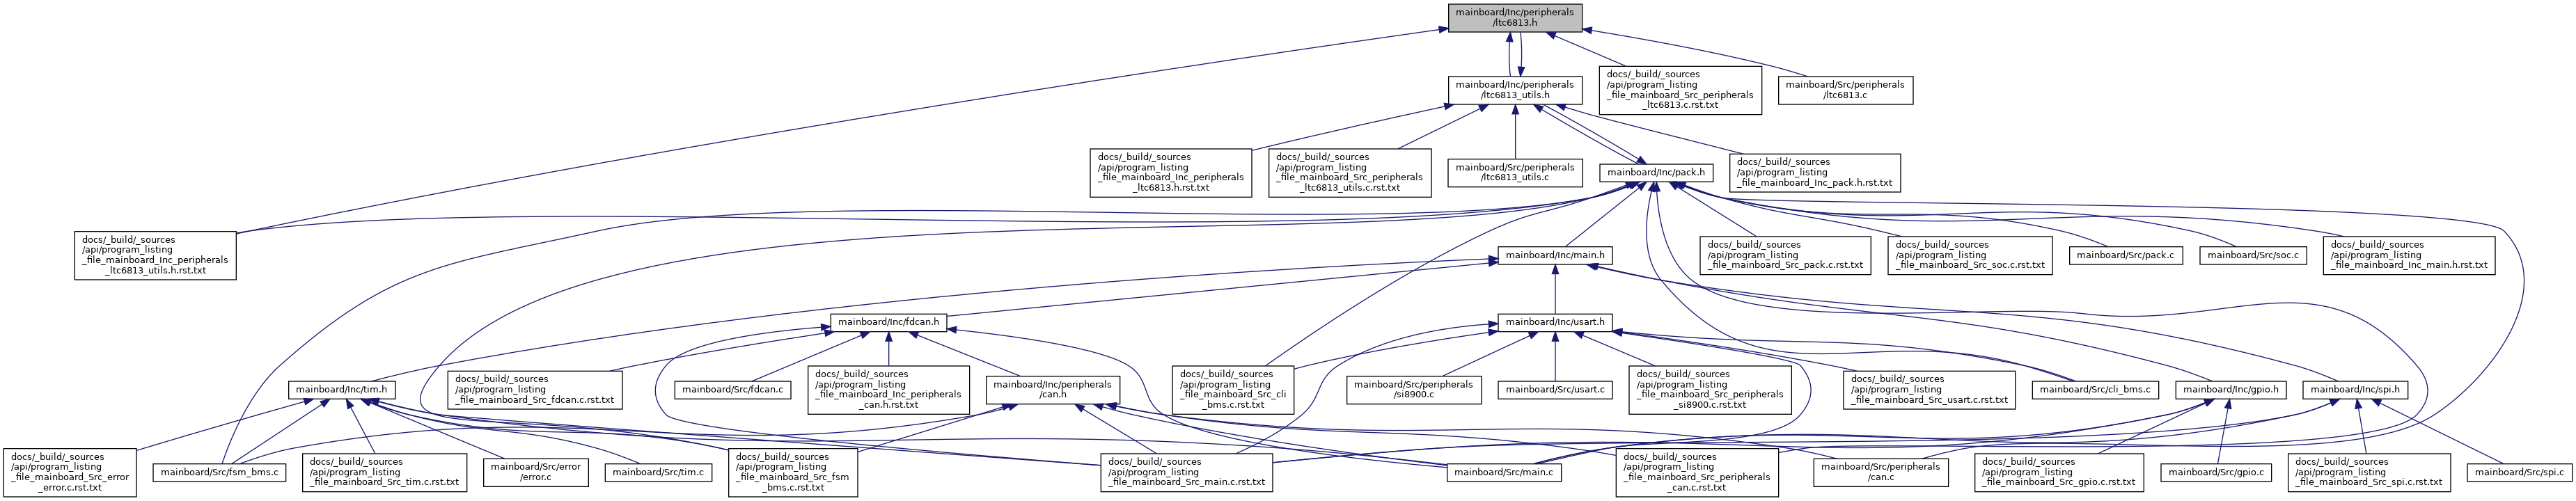 mainboard/Inc/peripherals
/ltc6813.h
mainboard/Inc/peripherals
/ltc6813_utils.h
docs/_build/_sources
/api/program_listing
_file_mainboard_Src_peripherals
_ltc6813.c.rst.txt
mainboard/Src/peripherals
/ltc6813.c
docs/_build/_sources
/api/program_listing
_file_mainboard_Inc_peripherals
_ltc6813.h.rst.txt
docs/_build/_sources
/api/program_listing
_file_mainboard_Src_peripherals
_ltc6813_utils.c.rst.txt
mainboard/Src/peripherals
/ltc6813_utils.c
mainboard/Inc/pack.h
docs/_build/_sources
/api/program_listing
_file_mainboard_Inc_pack.h.rst.txt
docs/_build/_sources
/api/program_listing
_file_mainboard_Inc_peripherals
_ltc6813_utils.h.rst.txt
mainboard/Inc/main.h
docs/_build/_sources
/api/program_listing
_file_mainboard_Src_pack.c.rst.txt
docs/_build/_sources
/api/program_listing
_file_mainboard_Src_soc.c.rst.txt
mainboard/Src/pack.c
mainboard/Src/soc.c
docs/_build/_sources
/api/program_listing
_file_mainboard_Inc_main.h.rst.txt
mainboard/Inc/fdcan.h
mainboard/Inc/usart.h
mainboard/Inc/tim.h
docs/_build/_sources
/api/program_listing
_file_mainboard_Src_fdcan.c.rst.txt
mainboard/Src/fdcan.c
docs/_build/_sources
/api/program_listing
_file_mainboard_Inc_peripherals
_can.h.rst.txt
mainboard/Inc/peripherals
/can.h
docs/_build/_sources
/api/program_listing
_file_mainboard_Src_cli
_bms.c.rst.txt
mainboard/Src/peripherals
/si8900.c
mainboard/Src/usart.c
docs/_build/_sources
/api/program_listing
_file_mainboard_Src_peripherals
_si8900.c.rst.txt
docs/_build/_sources
/api/program_listing
_file_mainboard_Src_usart.c.rst.txt
mainboard/Src/cli_bms.c
mainboard/Inc/gpio.h
mainboard/Inc/spi.h
docs/_build/_sources
/api/program_listing
_file_mainboard_Src_error
_error.c.rst.txt
mainboard/Src/fsm_bms.c
docs/_build/_sources
/api/program_listing
_file_mainboard_Src_tim.c.rst.txt
mainboard/Src/error
/error.c
mainboard/Src/tim.c
docs/_build/_sources
/api/program_listing
_file_mainboard_Src_fsm
_bms.c.rst.txt
docs/_build/_sources
/api/program_listing
_file_mainboard_Src_main.c.rst.txt
mainboard/Src/main.c
docs/_build/_sources
/api/program_listing
_file_mainboard_Src_peripherals
_can.c.rst.txt
mainboard/Src/peripherals
/can.c
docs/_build/_sources
/api/program_listing
_file_mainboard_Src_gpio.c.rst.txt
mainboard/Src/gpio.c
docs/_build/_sources
/api/program_listing
_file_mainboard_Src_spi.c.rst.txt
mainboard/Src/spi.c